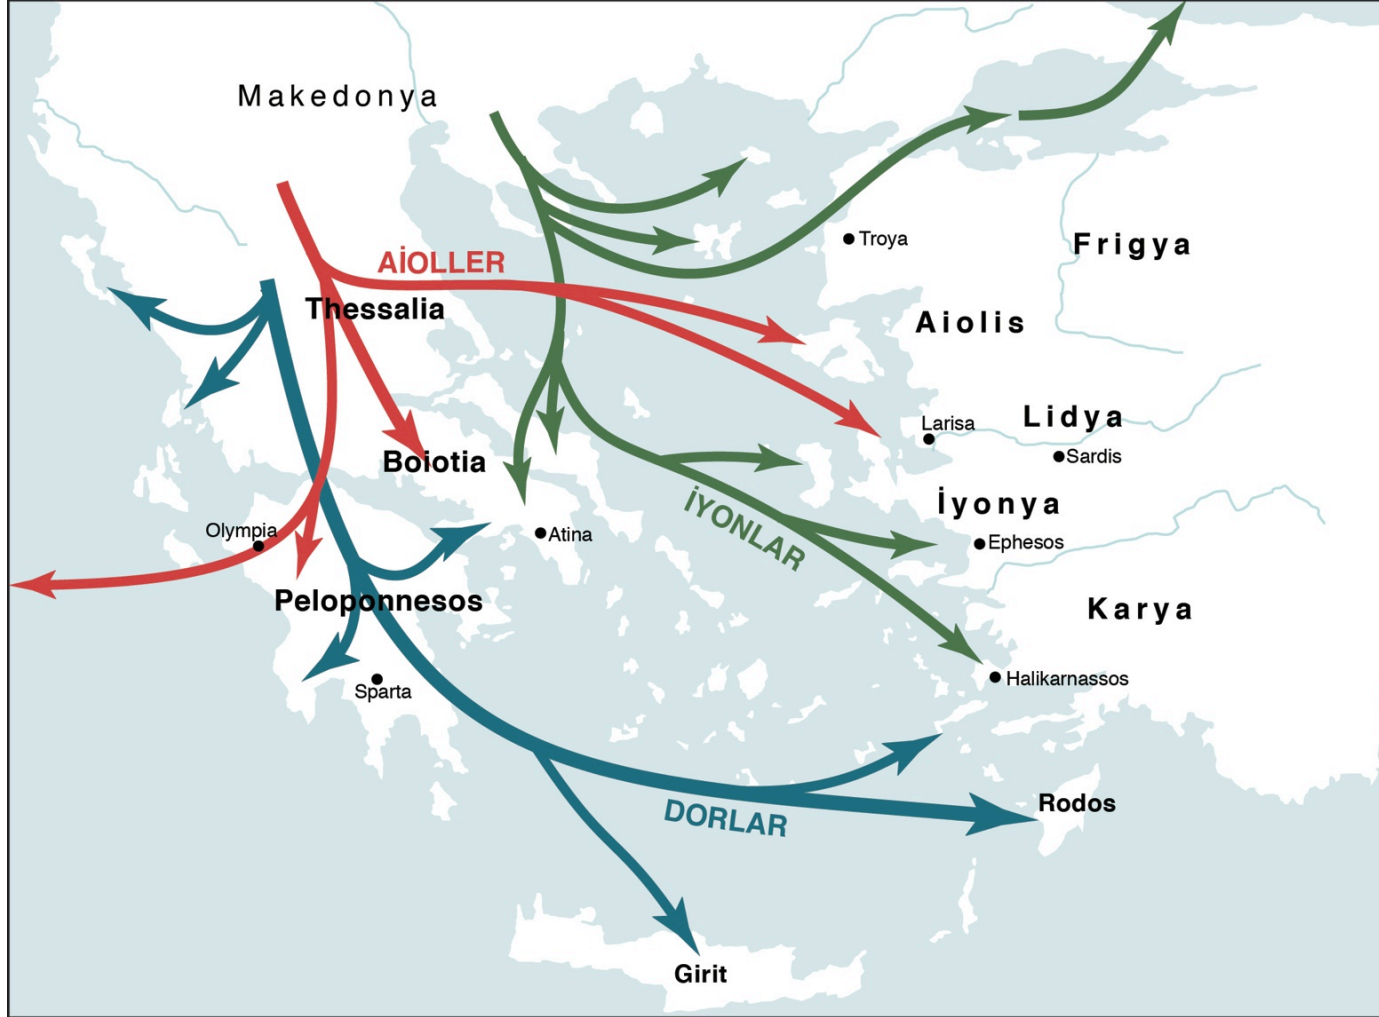 Makedonya
Troya
Frigya
AİOLLER
Thessalia
Aiolis
Larisa
Lidya
Sardis
Boiotia
İYONLAR
İyonya
Olympia
Atina
Ephesos
Peloponnesos
Karya
Sparta
Halikarnassos
DORLAR
Rodos
Girit